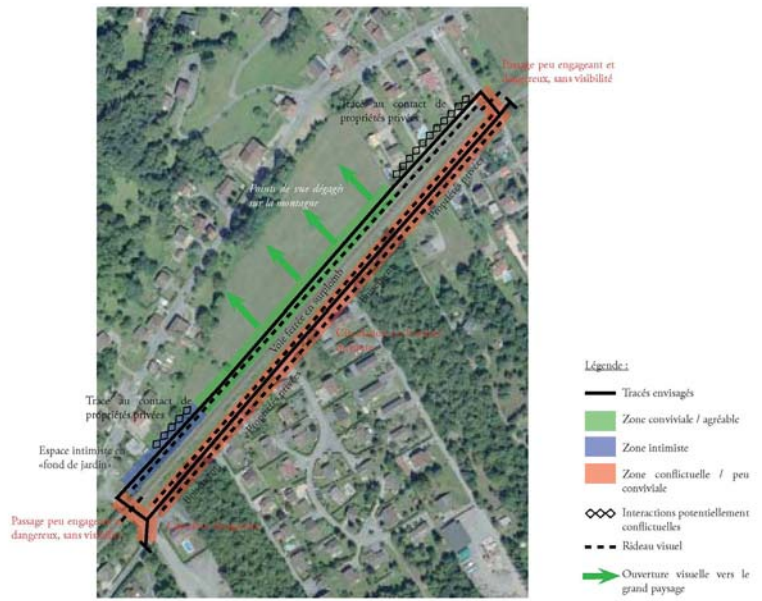 Passage peu engageant et
dangereux, sans visibilité
Tracé au contact de
propriétés privées
Propriétés privées
Points de vue dégagés
sur la montagne
Voie ferrée en surplomb
Propriétés privées
Tracé au contact de
propriétés privées
Espace intimiste en
«fond de jardin»
Passage peu engageant et
dangereux, sans
Légende :
Tracés envisagés
Zone conviviale / agréable
Zone intimiste
Zone conflictuelle / peu
conviviale
Interactions potentiellement
conflictuelles
Rideau visuel
Ouverture visuelle vers le
grand paysage